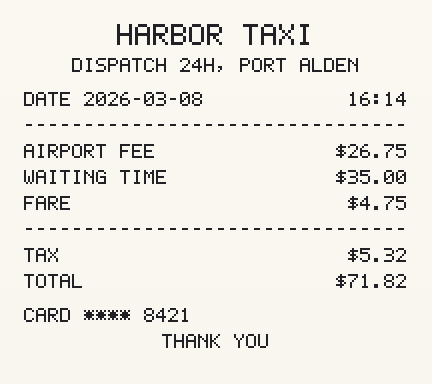 HARBOR TAXI
DISPATCH 24H, PORT ALDEN
DATE 2026-03-08 16:14
--------------------------------
AIRPORT FEE $26.75
WAITING TIME $35.00
FARE $4.75
--------------------------------
TAX $5.32
TOTAL $71.82
CARD **** 8421
THANK YOU